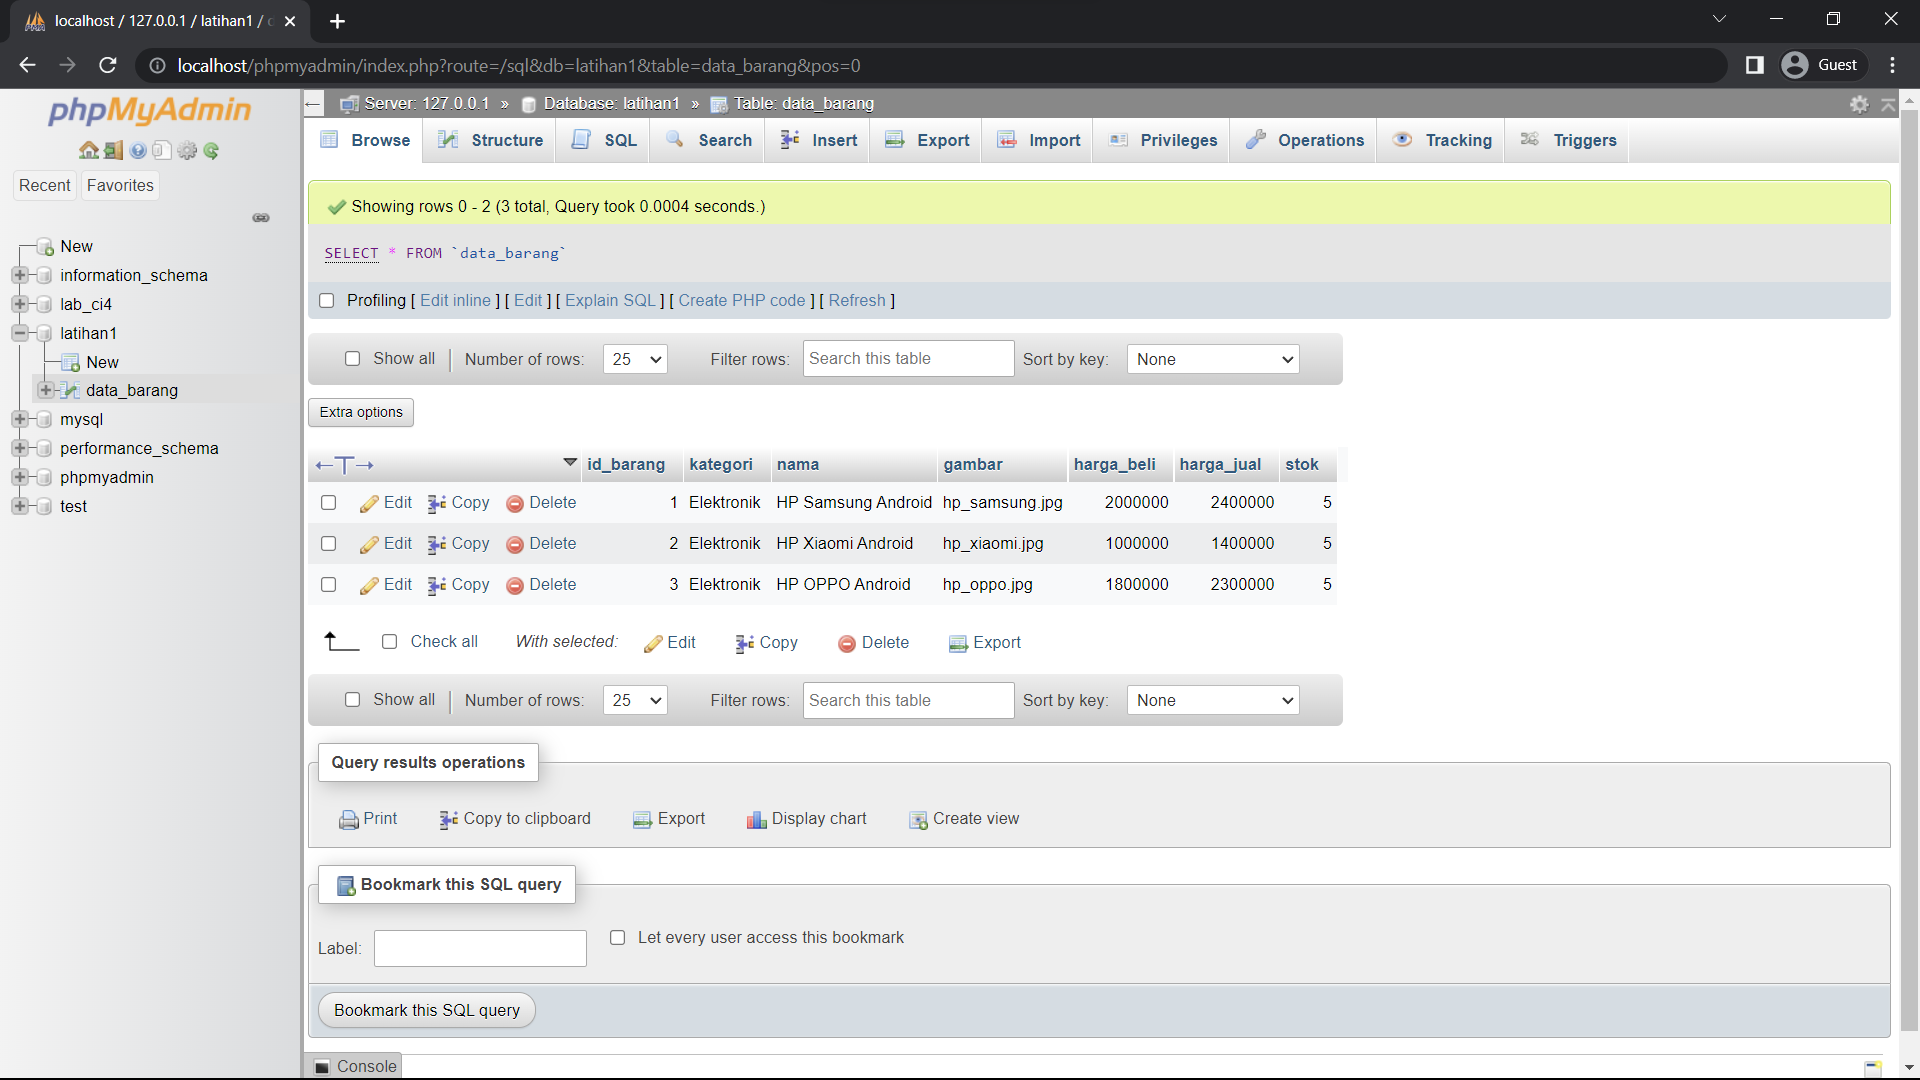 localhost / 127.0.0.1 / latihan1 /
localhost/phpmyadmin/index.php?route=/sql&db=latihan1&table=data_barang&pos=0
Guest
phpMyAdmin
Recent
Favorites
New
information_schema
lab_ci4
latihan1
New
data_barang
mysql
performance_schema
phpmyadmin
test
Server: 127.0.0.1 » Database: latihan1 » Table: data_barang
Browse Structure SQL Search Insert Export Import Privileges Operations Tracking Triggers
Showing rows 0 - 2 (3 total, Query took 0.0004 seconds.)
SELECT * FROM `data_barang`
Profiling [ Edit inline ] [ Edit ] [ Explain SQL ] [ Create PHP code ] [ Refresh ]
Show all Number of rows: 25 Filter rows: Search this table Sort by key: None
Extra options
id_barang kategori nama gambar harga_beli harga_jual stok
Edit Copy Delete 1 Elektronik HP Samsung Android hp_samsung.jpg 2000000 2400000 5
Edit Copy Delete 2 Elektronik HP Xiaomi Android hp_xiaomi.jpg 1000000 1400000 5
Edit Copy Delete 3 Elektronik HP OPPO Android hp_oppo.jpg 1800000 2300000 5
Check all With selected: Edit Copy Delete Export
Show all Number of rows: 25 Filter rows: Search this table Sort by key: None
Query results operations
Print Copy to clipboard Export Display chart Create view
Bookmark this SQL query
Label: Let every user access this bookmark
Bookmark this SQL query
Console